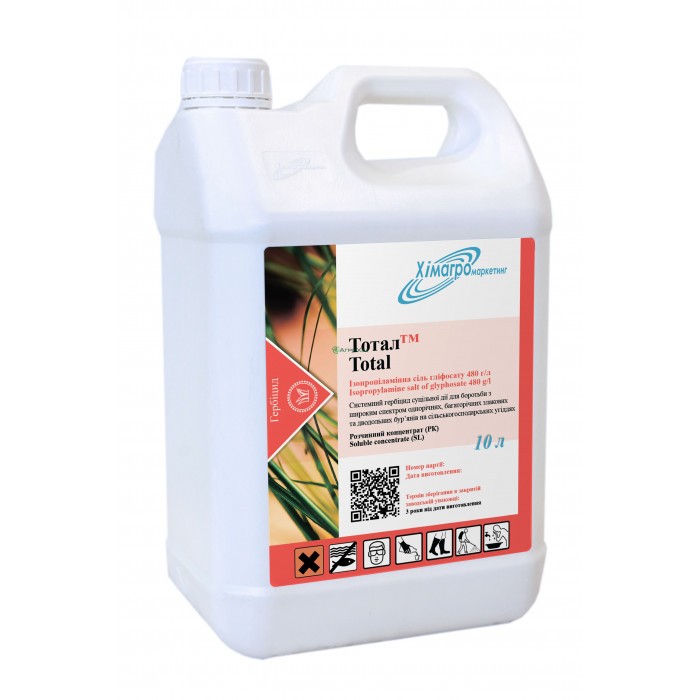 Хімагромаркетинг
Тотал™
Total
Ізопропіламінна сіль гліфосату 480 г/л
Isopropylamine salt of glyphosate 480 g/l
Системний гербіцид суцільної дії для боротьби з
широким спектром однорічних, багаторічних злакових
та дводольних бур'янів на сільськогосподарських угіддях
Розчинний концентрат (РК)
Soluble concentrate (SL)
10 л
Номер партії:
Дата виготовлення:
Термін зберігання в закритій
заводській упаковці:
3 роки від дати виготовлення
Гербіцид